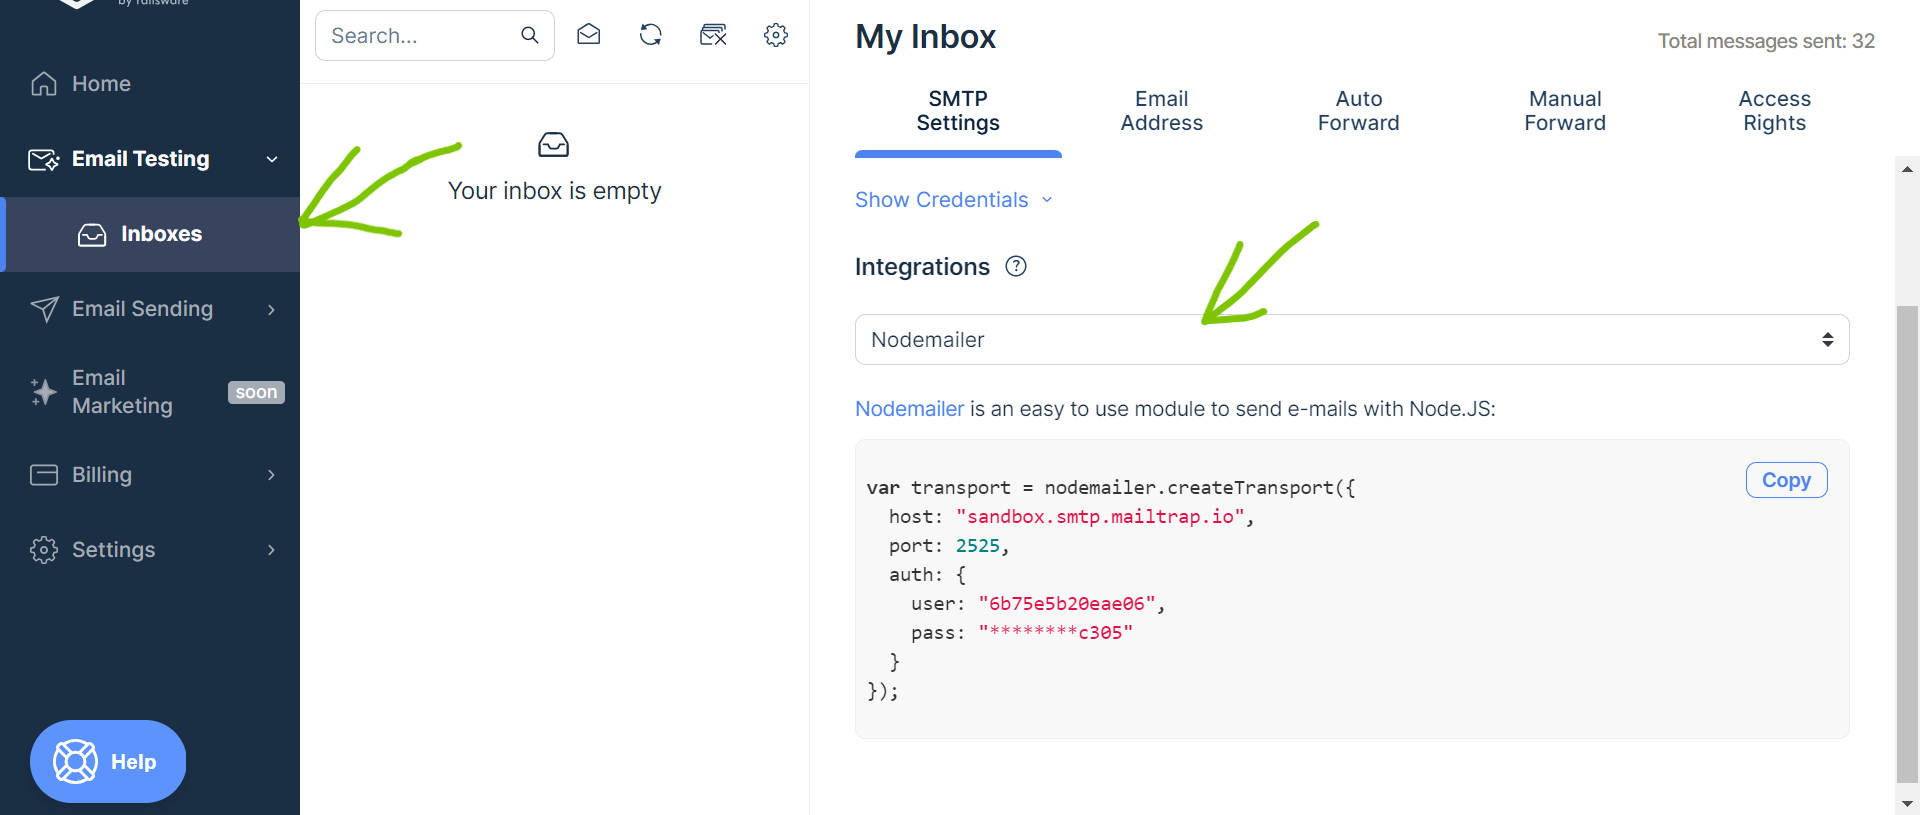 by railsware
Home
Email Testing
Inboxes
Email Sending
Email
Marketing
soon
Billing
Settings
Help
Search...
Your inbox is empty
My Inbox
Total messages sent: 32
SMTP
Settings
Email
Address
Auto
Forward
Manual
Forward
Access
Rights
Show Credentials
Integrations ?
Nodemailer
Nodemailer is an easy to use module to send e-mails with Node.JS:
Copy
var transport = nodemailer.createTransport({
  host: "sandbox.smtp.mailtrap.io",
  port: 2525,
  auth: {
    user: "6b75e5b20eae06",
    pass: "********c305"
  }
});